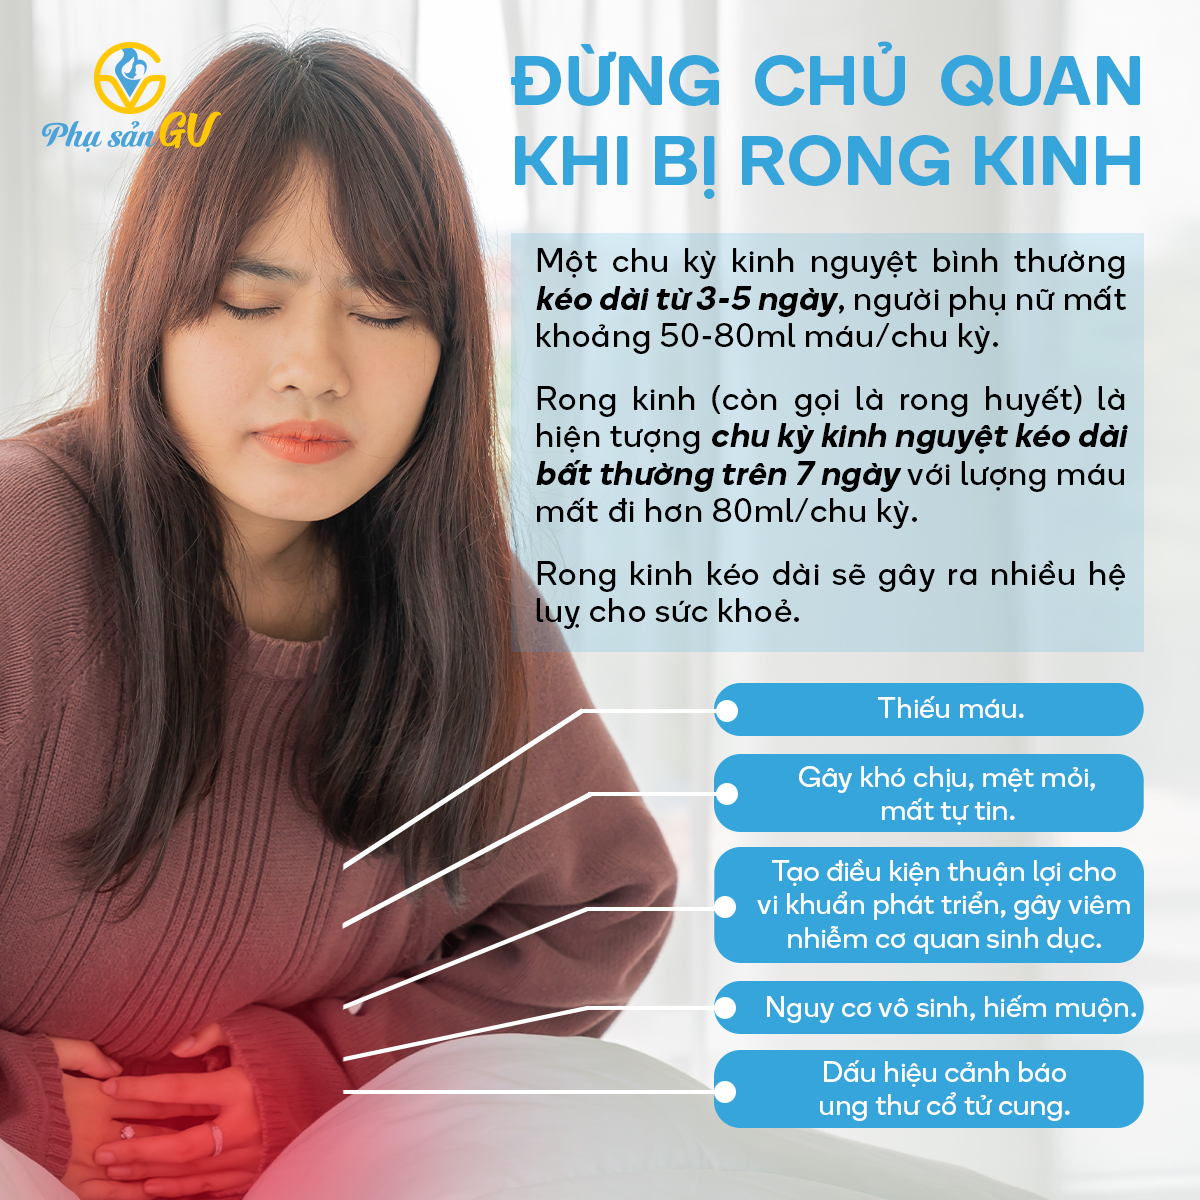 Phụ sản GV
ĐỪNG CHỦ QUAN
KHI BỊ RONG KINH
Một chu kỳ kinh nguyệt bình thường
kéo dài từ 3-5 ngày, người phụ nữ mất
khoảng 50-80ml máu/chu kỳ.
Rong kinh (còn gọi là rong huyết) là
hiện tượng chu kỳ kinh nguyệt kéo dài
bất thường trên 7 ngày với lượng máu
mất đi hơn 80ml/chu kỳ.
Rong kinh kéo dài sẽ gây ra nhiều hệ
luỵ cho sức khoẻ.
Thiếu máu.
Gây khó chịu, mệt mỏi,
mất tự tin.
Tạo điều kiện thuận lợi cho
vi khuẩn phát triển, gây viêm
nhiễm cơ quan sinh dục.
Nguy cơ vô sinh, hiếm muộn.
Dấu hiệu cảnh báo
ung thư cổ tử cung.